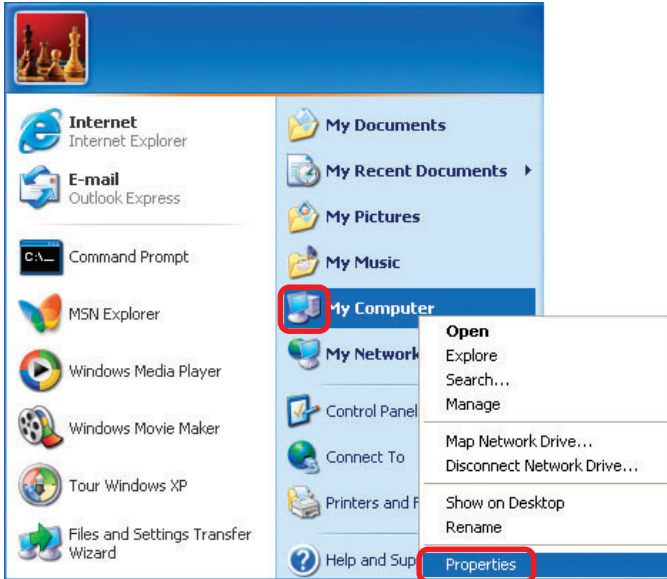 Internet
Internet Explorer
E-mail
Outlook Express
C:\_
Command Prompt
MSN Explorer
Windows Media Player
Windows Movie Maker
Tour Windows XP
Files and Settings Transfer
Wizard
My Documents
My Recent Documents
My Pictures
My Music
My Computer
My Network
Control Panel
Connect To
Printers and F
Help and Sup
Open
Explore
Search...
Manage
Map Network Drive...
Disconnect Network Drive...
Show on Desktop
Rename
Properties